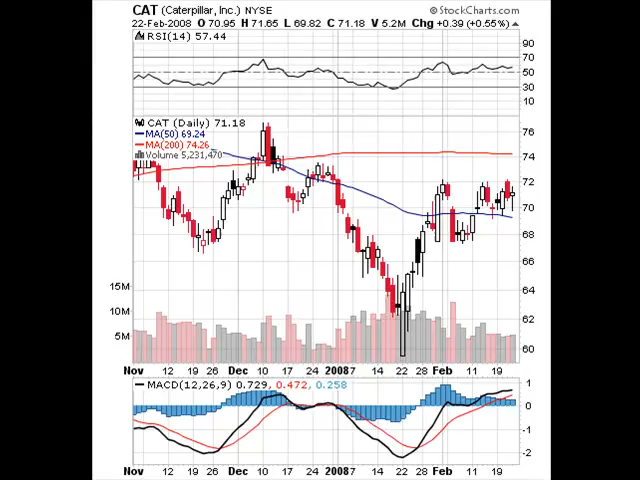 CAT (Caterpillar, Inc.) NYSE
© StockCharts.com
22-Feb-2008 O 70.95 H 71.65 L 69.82 C 71.18 V 5.2M Chg +0.39 (+0.55%)
RSI(14) 57.44
90
70
50
30
10
CAT (Daily) 71.18
MA(50) 69.24
MA(200) 74.26
Volume 5,231,470
76
74
72
70
68
66
64
62
60
15M
10M
5M
Nov 12 19 26 Dec 10 17 24 2008 7 14 22 28 Feb 11 19
MACD(12,26,9) 0.729, 0.472, 0.258
1
0
-1
-2
Nov 12 19 26 Dec 10 17 24 2008 7 14 22 28 Feb 11 19